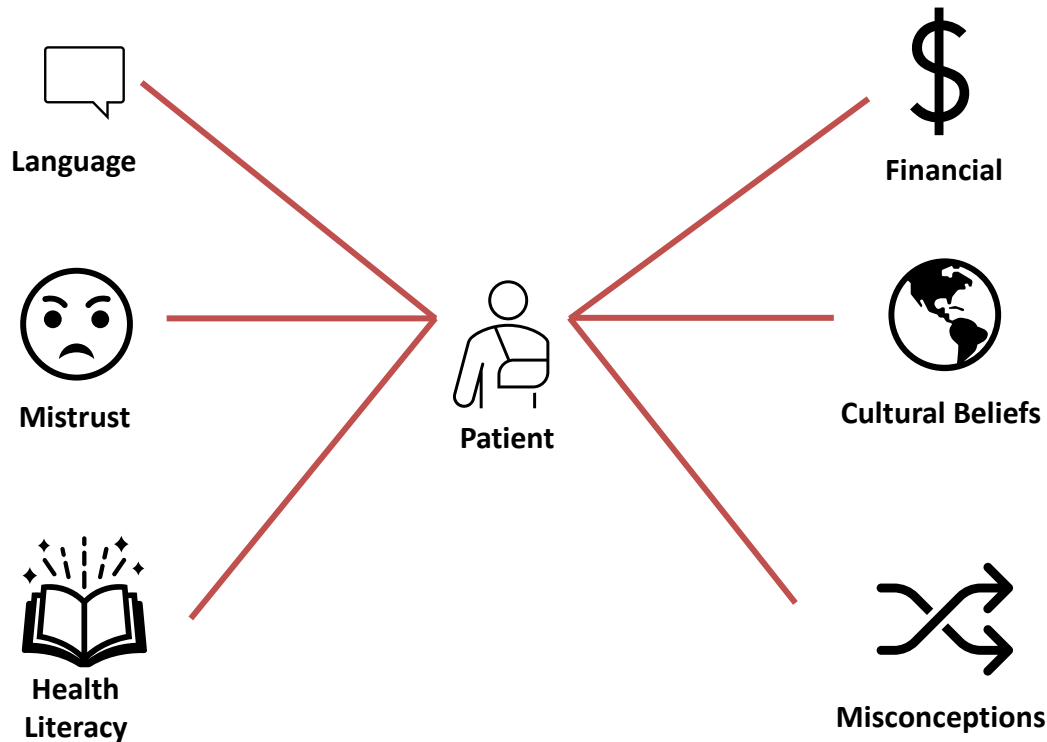 Language
Financial
Mistrust
Cultural Beliefs
Patient
Health
Literacy
Misconceptions